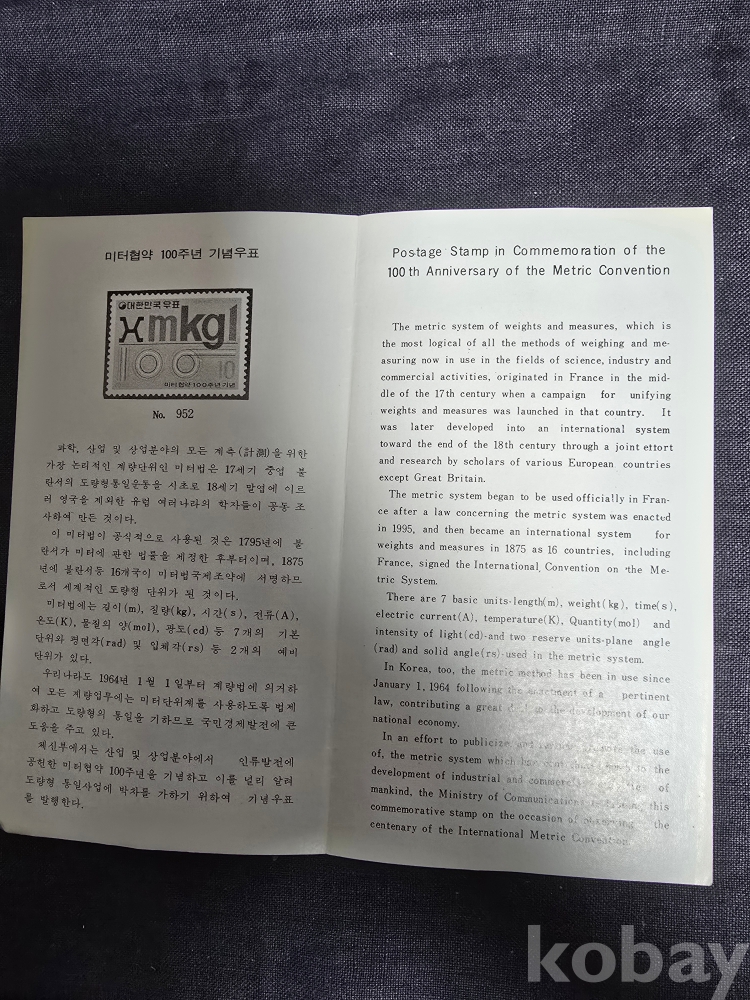 미터협약 100주년 기념우표
대한민국우표
mkgl
100
10
미터협약100주년기념
No. 952
과학, 산업 및 상업분야의 모든 계측(計測)을 위한
가장 논리적인 계량단위인 미터법은 17세기 중엽 불
란서의 도량형통일운동을 시초로 18세기 말엽에 이르
러 영국을 제외한 유럽 여러나라의 학자들이 공동 조
사하여 만든 것이다.
이 미터법이 공식적으로 사용된 것은 1795년에 불
란서가 미터에 관한 법률을 제정한 후부터이며, 1875
년에 불란서등 16개국이 미터법국제조약에 서명하므
로서 세계적인 도량형 단위가 된 것이다.
미터법에는 길이(m), 질량(kg), 시간(s), 전류(A),
온도(K), 물질의 양(mol), 광도(cd) 등 7개의 기본
단위와 평면각(rad) 및 입체각(rs) 등 2개의 예비
단위가 있다.
우리나라도 1964년 1월 1일부터 계량법에 의거하
여 모든 계량업무에는 미터단위계를 사용하도록 법제
화하고 도량형의 통일을 기하므로 국민경제발전에 큰
도움을 주고 있다.
체신부에서는 산업 및 상업분야에서 인류발전에
공헌한 미터협약 100주년을 기념하고 이를 널리 알려
도량형 통일사업에 박차를 가하기 위하여 기념우표
를 발행한다.
Postage Stamp in Commemoration of the
100th Anniversary of the Metric Convention
The metric system of weights and measures, which is
the most logical of all the methods of weighing and me-
asuring now in use in the fields of science, industry and
commercial activities, originated in France in the mid-
dle of the 17th century when a campaign for unifying
weights and measures was launched in that country. It
was later developed into an international system
toward the end of the 18th century through a joint effort
and research by scholars of various European countries
except Great Britain.
The metric system began to be used officially in Fran-
ce after a law concerning the metric system was enacted
in 1995, and then became an international system for
weights and measures in 1875 as 16 countries, including
France, signed the International Convention on the Me-
tric System.
There are 7 basic units-length(m), weight(kg), time(s),
electric current(A), temperature(K), Quantity(mol) and
intensity of light(cd)-and two reserve units-plane angle
(rad) and solid angle(rs)-used in the metric system.
In Korea, too, the metric method has been in use since
January 1, 1964 following the enactment of a pertinent
law, contributing a great deal to the development of our
national economy.
In an effort to publicize and the use
of, the metric system which has to the
development of industrial and commercial of
mankind, the Ministry of Communications this
commemorative stamp on the occasion of the
centenary of the International Metric Convention.
kobay